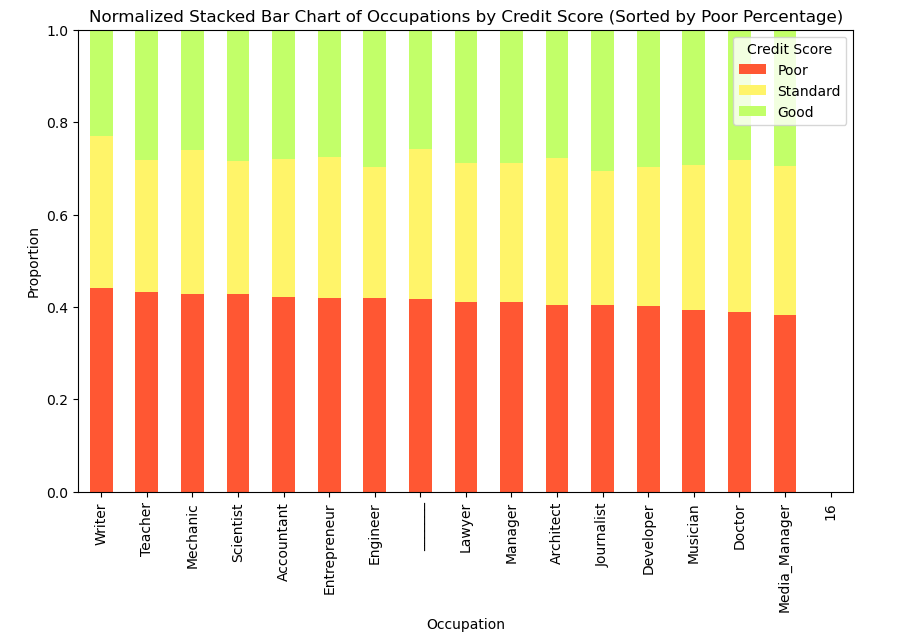 Normalized Stacked Bar Chart of Occupations by Credit Score (Sorted by Poor Percentage)
Credit Score
Poor
Standard
Good
Proportion
1.0
0.8
0.6
0.4
0.2
0.0
Writer
Teacher
Mechanic
Scientist
Accountant
Entrepreneur
Engineer
_______
Lawyer
Manager
Architect
Journalist
Developer
Musician
Doctor
Media_Manager
16
Occupation